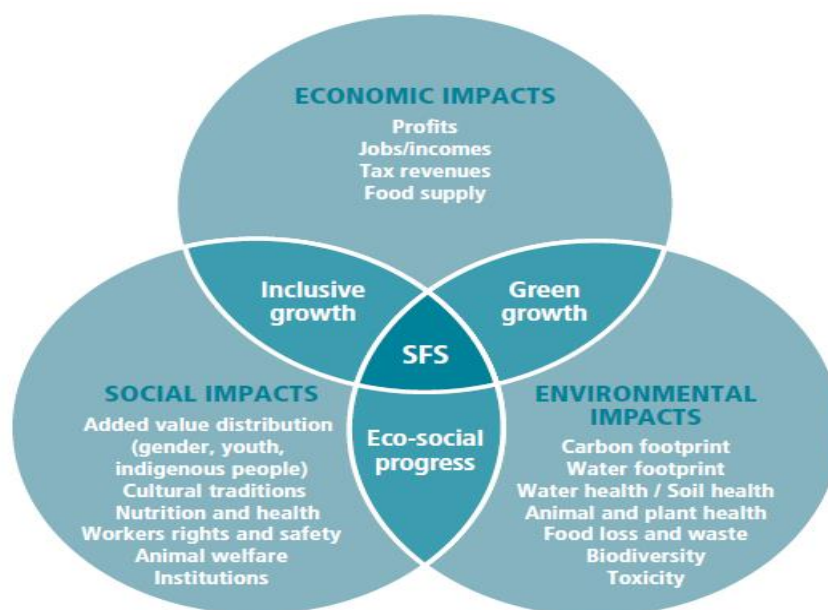 ECONOMIC IMPACTS
Profits
Jobs/incomes
Tax revenues
Food supply
Inclusive
growth
Green
growth
SFS
SOCIAL IMPACTS
Added value distribution
(gender, youth,
indigenous people)
Cultural traditions
Nutrition and health
Workers rights and safety
Animal welfare
Institutions
Eco-social
progress
ENVIRONMENTAL
IMPACTS
Carbon footprint
Water footprint
Water health / Soil health
Animal and plant health
Food loss and waste
Biodiversity
Toxicity